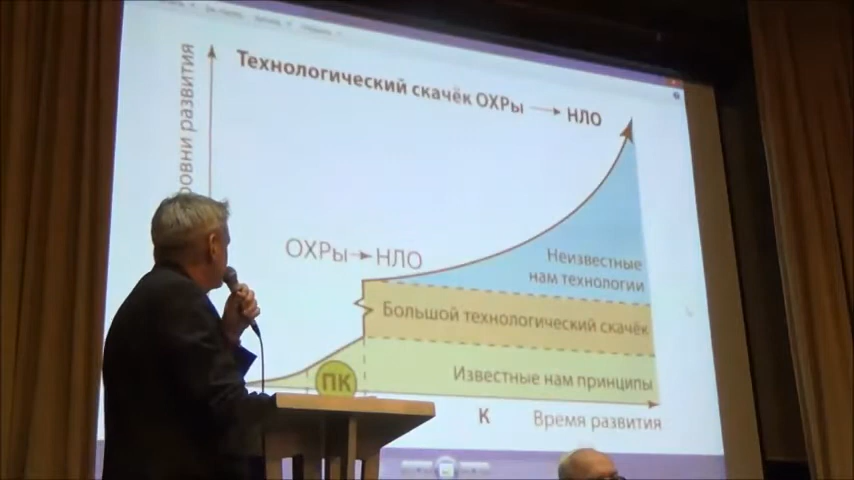 Технологический скачёк ОХРы → НЛО
ровни развития
ОХРы → НЛО
Неизвестные
нам технологии
Большой технологический скачёк
Известные нам принципы
ПК
К
Время развития